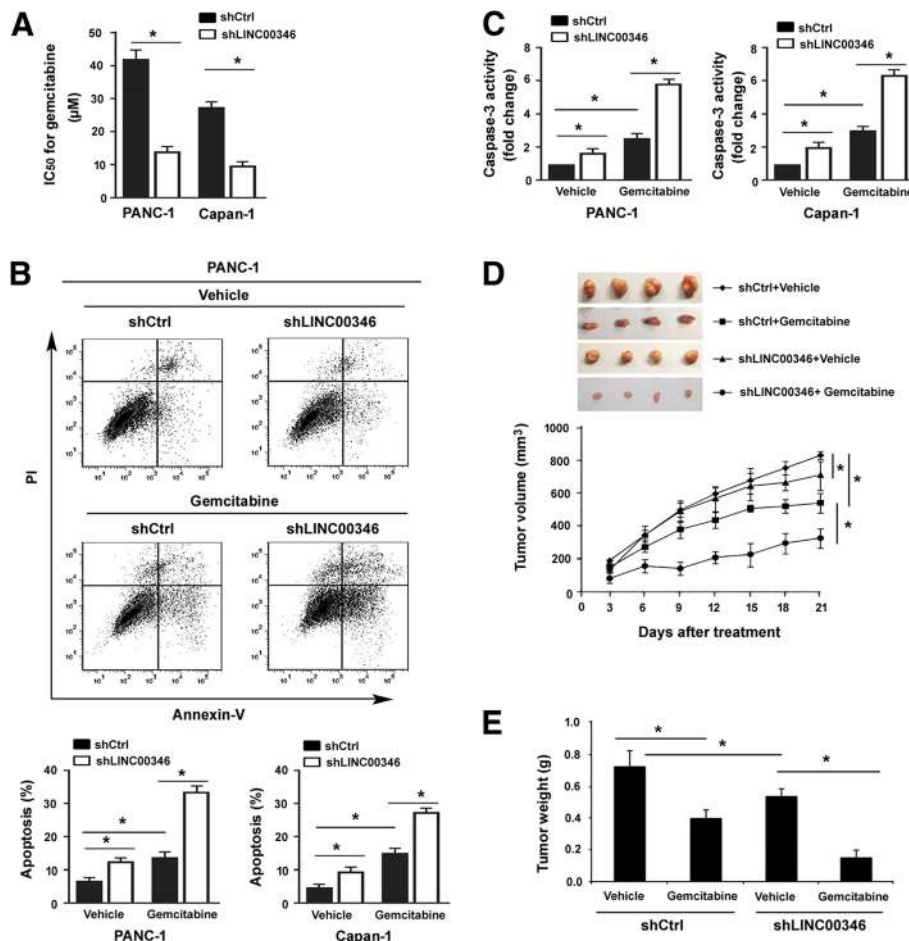 A
shCtrl
shLINC00346
IC50 for gemcitabine
(μM)
50
40
30
20
10
0
*
*
PANC-1
Capan-1
B
PANC-1
Vehicle
shCtrl
shLINC00346
Gemcitabine
shCtrl
shLINC00346
PI
Annexin-V
shCtrl
shLINC00346
Apoptosis (%)
40
30
20
10
0
*
*
*
Vehicle
Gemcitabine
PANC-1
shCtrl
shLINC00346
Apoptosis (%)
40
30
20
10
0
*
*
*
Vehicle
Gemcitabine
Capan-1
C
shCtrl
shLINC00346
Caspase-3 activity
(fold change)
8
6
4
2
0
*
*
*
Vehicle
Gemcitabine
PANC-1
shCtrl
shLINC00346
Caspase-3 activity
(fold change)
8
6
4
2
0
*
*
*
Vehicle
Gemcitabine
Capan-1
D
shCtrl+Vehicle
shCtrl+Gemcitabine
shLINC00346+Vehicle
shLINC00346+ Gemcitabine
Tumor volume (mm3)
1000
800
600
400
200
0
*
*
*
3 6 9 12 15 18 21
Days after treatment
E
Tumor weight (g)
1.0
0.8
0.6
0.4
0.2
0.0
*
*
*
Vehicle Gemcitabine Vehicle Gemcitabine
shCtrl shLINC00346